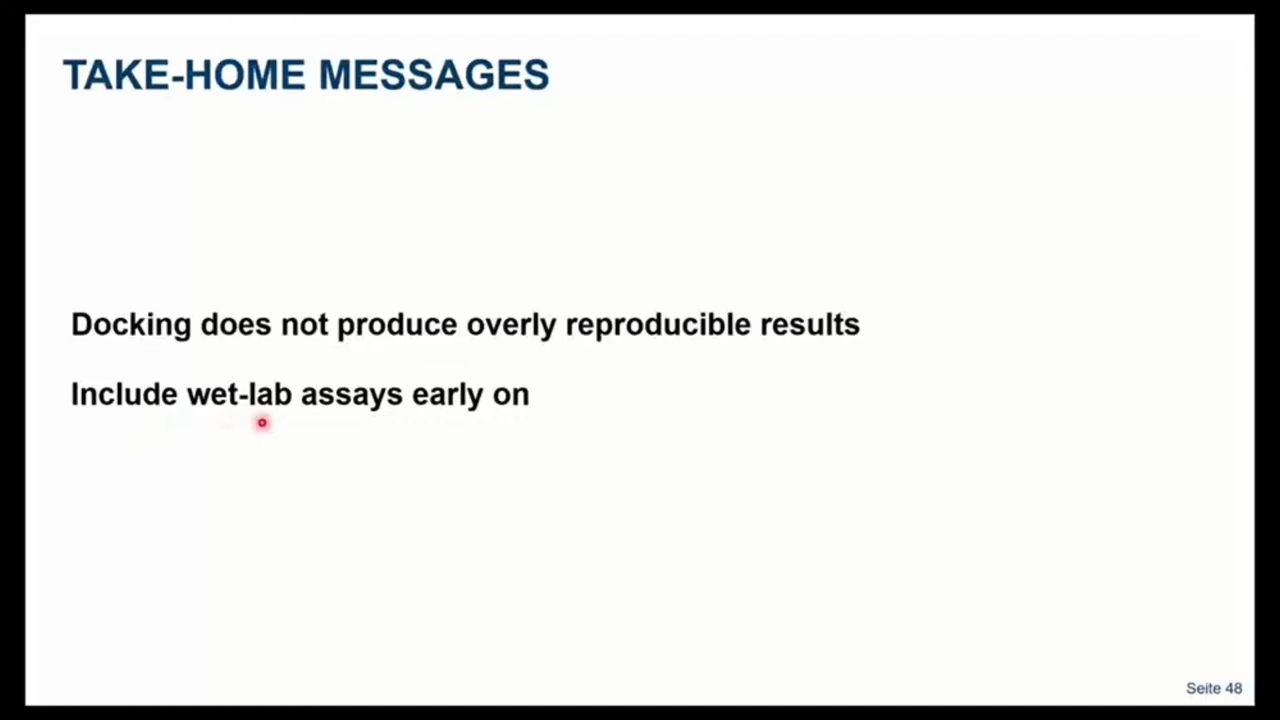 TAKE-HOME MESSAGES
Docking does not produce overly reproducible results
Include wet-lab assays early on
Seite 48